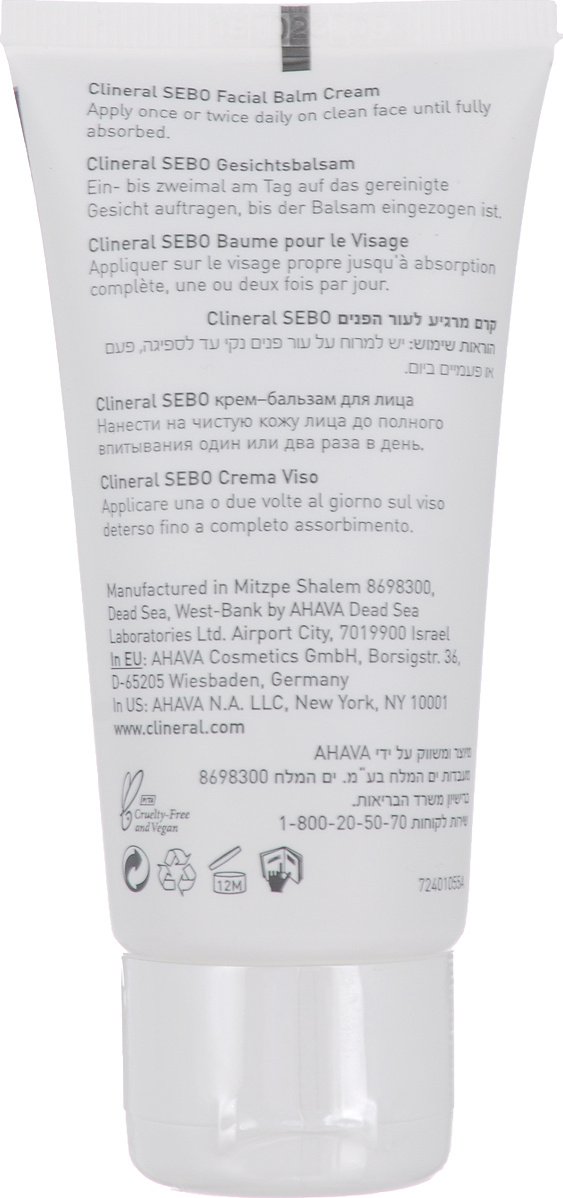 Clineral SEBO Facial Balm Cream
Apply once or twice daily on clean face until fully
absorbed.
Clineral SEBO Gesichtsbalsam
Ein- bis zweimal am Tag auf das gereinigte
Gesicht auftragen, bis der Balsam eingezogen ist.
Clineral SEBO Baume pour le Visage
Appliquer sur le visage propre jusqu'à absorption
complète, une ou deux fois par jour.
קרם מרגיע לעור הפנים Clineral SEBO
הוראות שימוש: יש למרוח על עור פנים נקי עד לספיגה, פעם
או פעמיים ביום.
Clineral SEBO крем–бальзам для лица
Нанести на чистую кожу лица до полного
впитывания один или два раза в день.
Clineral SEBO Crema Viso
Applicare una o due volte al giorno sul viso
deterso fino a completo assorbimento.
Manufactured in Mitzpe Shalem 8698300,
Dead Sea, West-Bank by AHAVA Dead Sea
Laboratories Ltd. Airport City, 7019900 Israel
In EU: AHAVA Cosmetics GmbH, Borsigstr. 36,
D-65205 Wiesbaden, Germany
In US: AHAVA N.A. LLC, New York, NY 10001
www.clineral.com
מיוצר ומשווק על ידי AHAVA
מעבדות ים המלח בע"מ. ים המלח 8698300
ברישיון משרד הבריאות.
שירות לקוחות 1-800-20-50-70
PETA
Cruelty-Free
and Vegan
12M
724010554